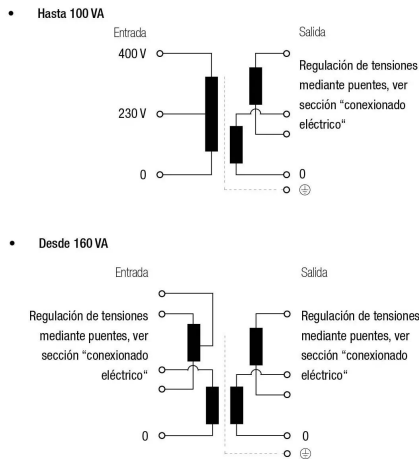 • Hasta 100 VA
Entrada
Salida
400 V
230 V
0
Regulación de tensiones
mediante puentes, ver
sección “conexionado
eléctrico“
0
• Desde 160 VA
Entrada
Salida
Regulación de tensiones
mediante puentes, ver
sección “conexionado
eléctrico“
0
Regulación de tensiones
mediante puentes, ver
sección “conexionado
eléctrico“
0